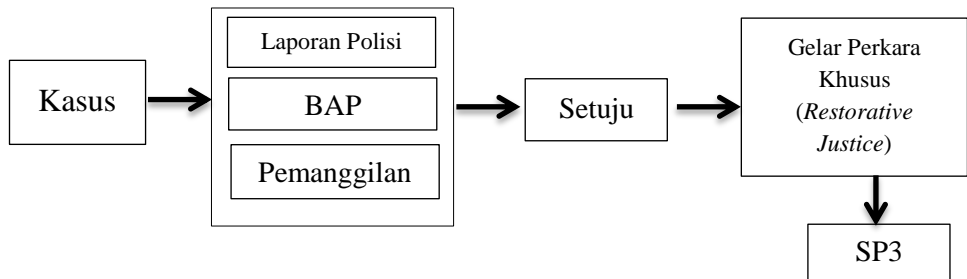 Kasus
Laporan Polisi
BAP
Pemanggilan
Setuju
Gelar Perkara
Khusus
(Restorative
Justice)
SP3